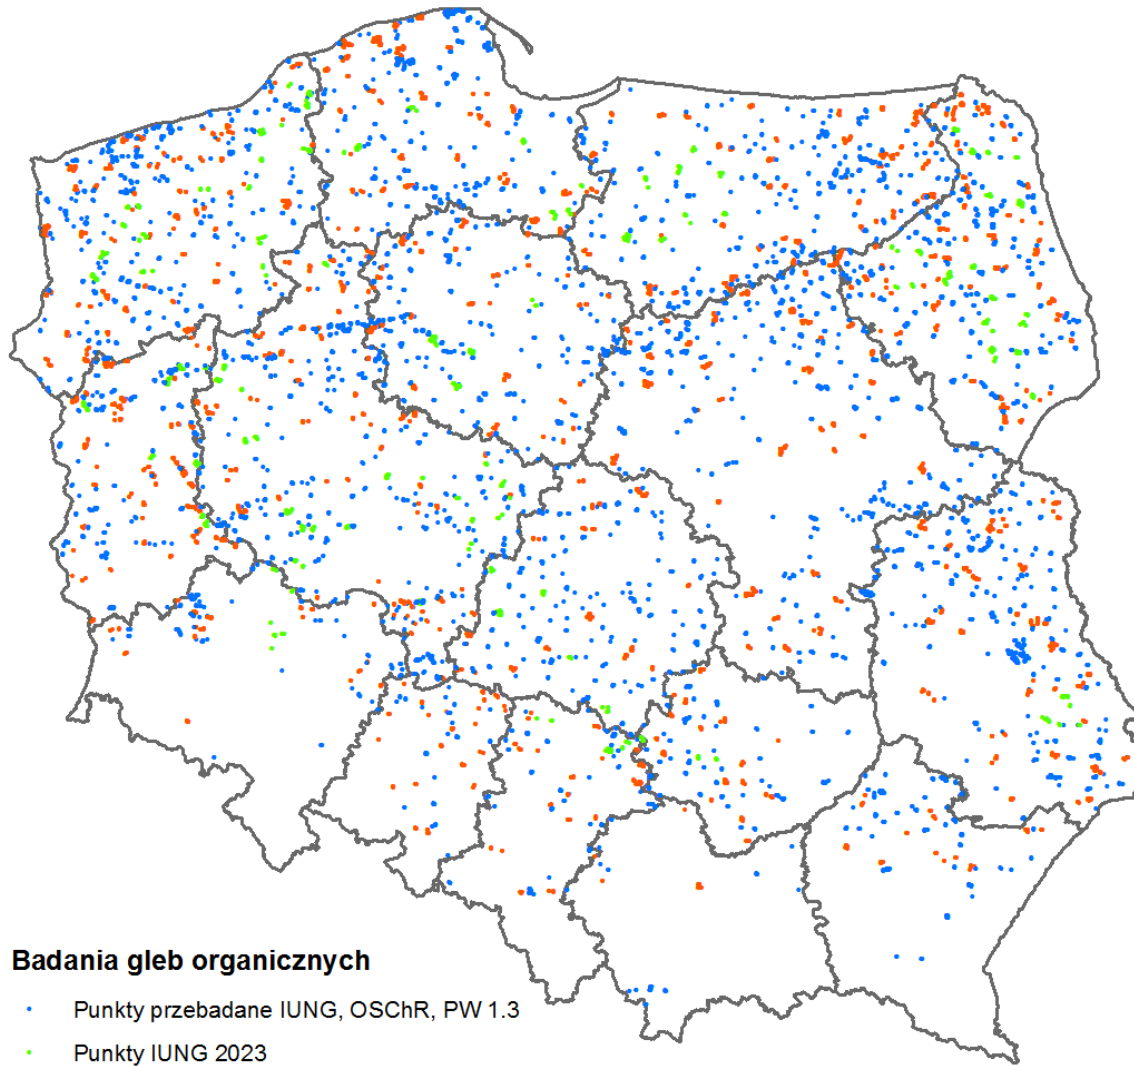 Badania gleb organicznych
Punkty przebadane IUNG, OSChR, PW 1.3
Punkty IUNG 2023